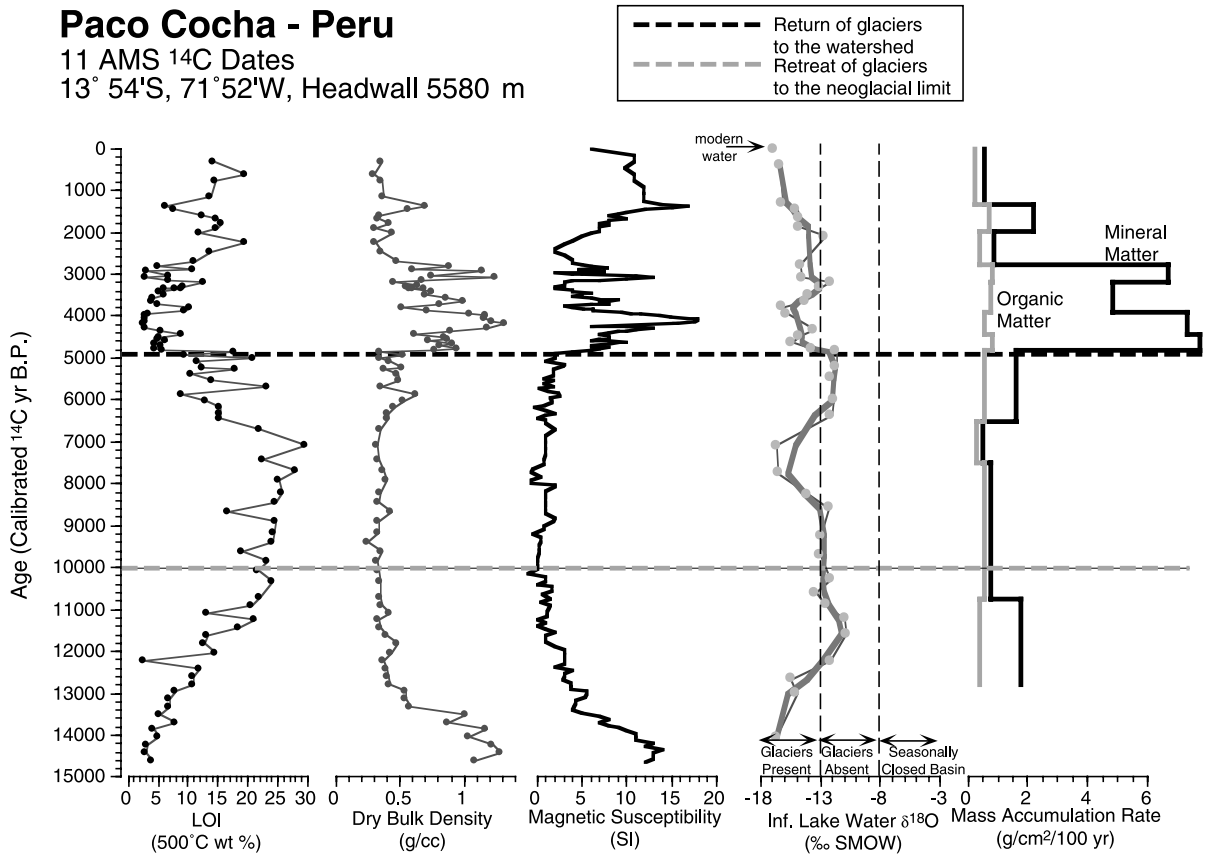 Paco Cocha - Peru
11 AMS ¹⁴C Dates
13° 54'S, 71°52'W, Headwall 5580 m
Return of glaciers
to the watershed
Retreat of glaciers
to the neoglacial limit
Age (Calibrated ¹⁴C yr B.P.)
0
1000
2000
3000
4000
5000
6000
7000
8000
9000
10000
11000
12000
13000
14000
15000
modern
water
Mineral
Matter
Organic
Matter
Glaciers
Present
Glaciers
Absent
Seasonally
Closed Basin
0 5 10 15 20 25 30
LOI
(500°C wt %)
0 0.5 1
Dry Bulk Density
(g/cc)
0 5 10 15 20
Magnetic Susceptibility
(SI)
-18 -13 -8 -3
Inf. Lake Water δ¹⁸O
(‰ SMOW)
0 2 4 6
Mass Accumulation Rate
(g/cm²/100 yr)